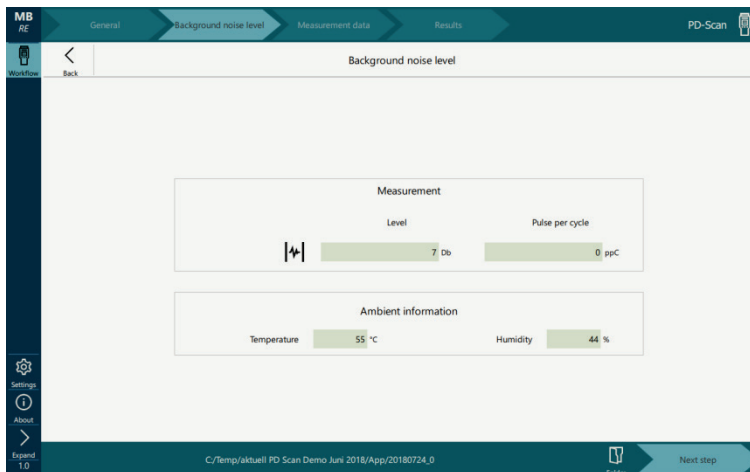 MB
RE
General
Background noise level
Measurement data
Results
PD-Scan
Workflow
Back
Background noise level
Measurement
Level
Pulse per cycle
7 Db
0 ppC
Ambient information
Temperature
55 °C
Humidity
44 %
Settings
About
Expand
1.0
C:/Temp/aktuell PD Scan Demo Juni 2018/App/20180724_0
Next step